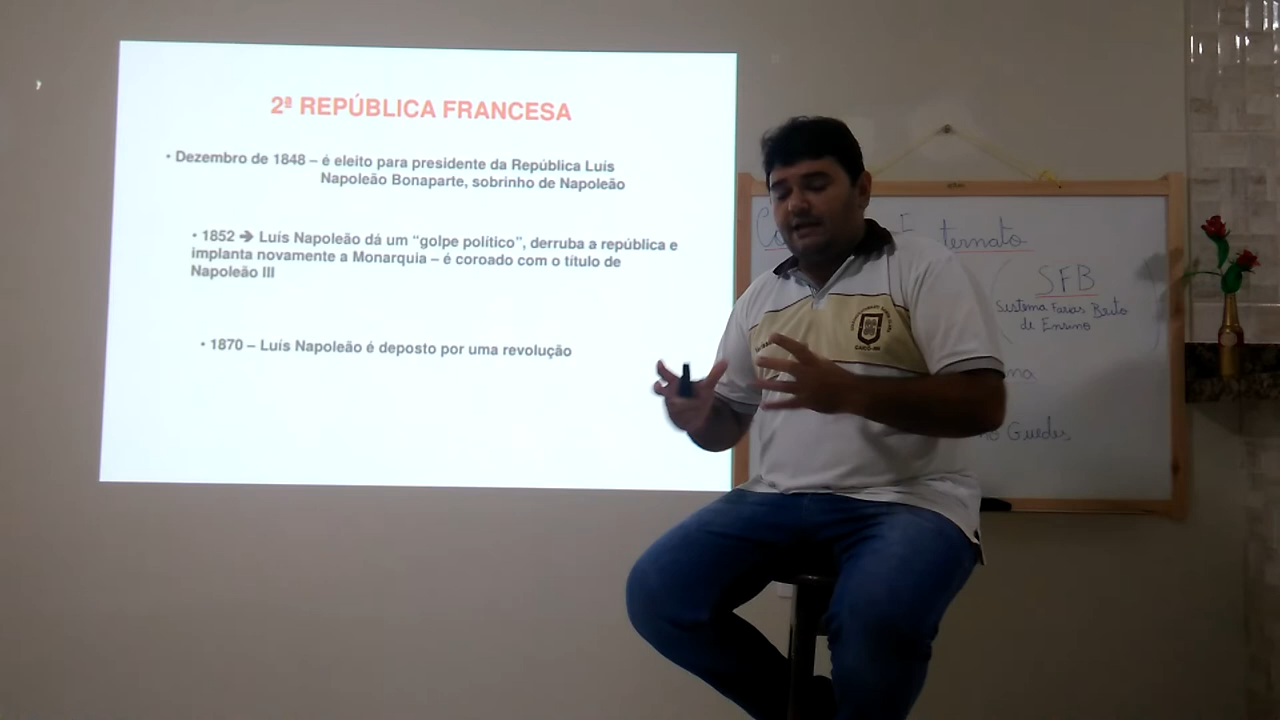 2ª REPÚBLICA FRANCESA
• Dezembro de 1848 – é eleito para presidente da República Luís
Napoleão Bonaparte, sobrinho de Napoleão
• 1852 ➔ Luís Napoleão dá um “golpe político”, derruba a república e
implanta novamente a Monarquia – é coroado com o título de
Napoleão III
• 1870 – Luís Napoleão é deposto por uma revolução
ternato
SFB
Sistema Farias Brito
de Ensino
Guedes